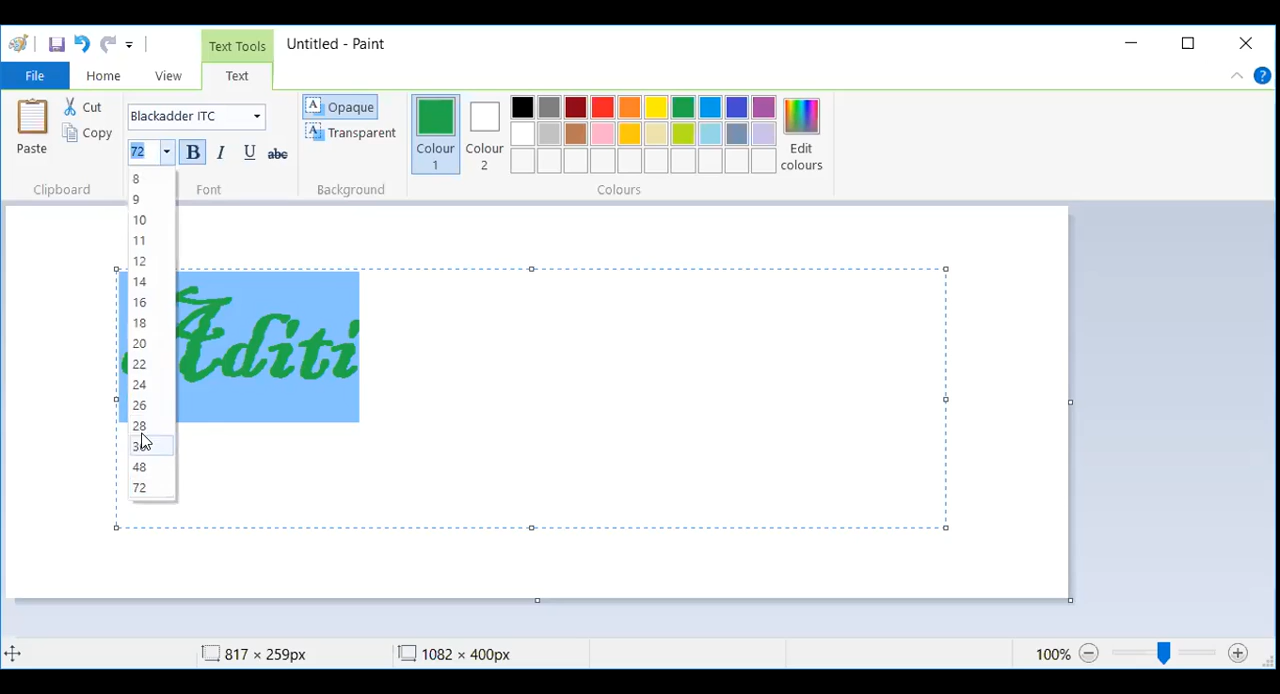 Text Tools
Untitled - Paint
File
Home
View
Text
Paste
Cut
Copy
Clipboard
Blackadder ITC
72
B
I
U
abc
Font
A Opaque
A Transparent
Background
Colour
1
Colour
2
Edit
colours
Colours
8
9
10
11
12
14
16
18
20
22
24
26
28
48
72
Aditi
817 × 259px
1082 × 400px
100%